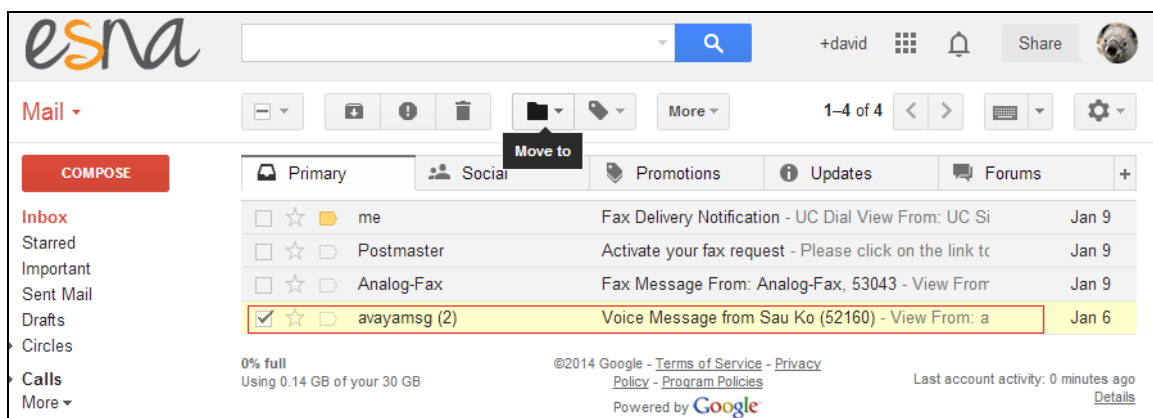 esna
+david Share
Mail More 1–4 of 4
Move to
COMPOSE Primary Social Promotions Updates Forums +
Inbox me Fax Delivery Notification - UC Dial View From: UC Si Jan 9
Starred
Postmaster Activate your fax request - Please click on the link to Jan 9
Important
Analog-Fax Fax Message From: Analog-Fax, 53043 - View From Jan 9
Sent Mail
Drafts avayamsg (2) Voice Message from Sau Ko (52160) - View From: a Jan 6
Circles
0% full ©2014 Google - Terms of Service - Privacy
Calls Using 0.14 GB of your 30 GB Policy - Program Policies Last account activity: 0 minutes ago
More Powered by Google Details